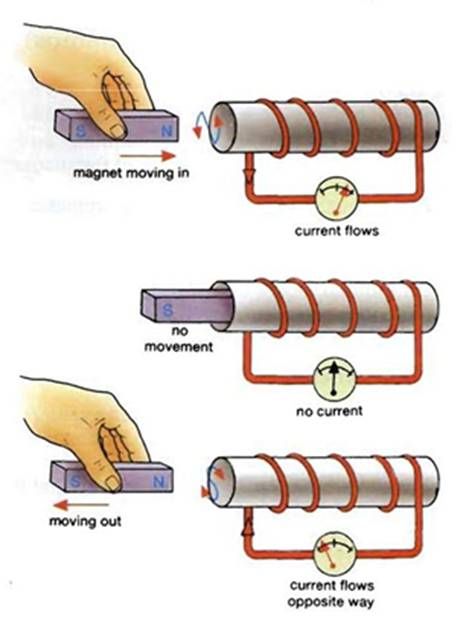 S N
magnet moving in
current flows
S
no
movement
no current
S N
moving out
current flows
opposite way